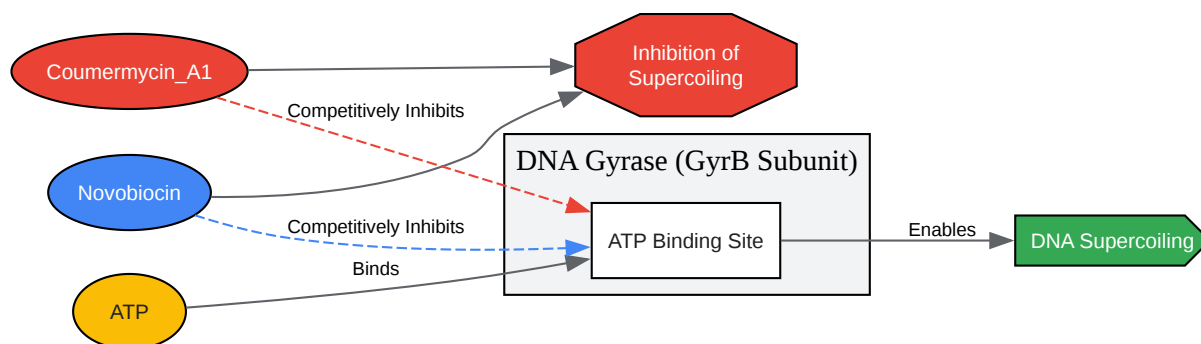 Coumermycin_A1
Inhibition of
Supercoiling
Competitively Inhibits
DNA Gyrase (GyrB Subunit)
Novobiocin
Competitively Inhibits
ATP Binding Site
Enables
DNA Supercoiling
Binds
ATP